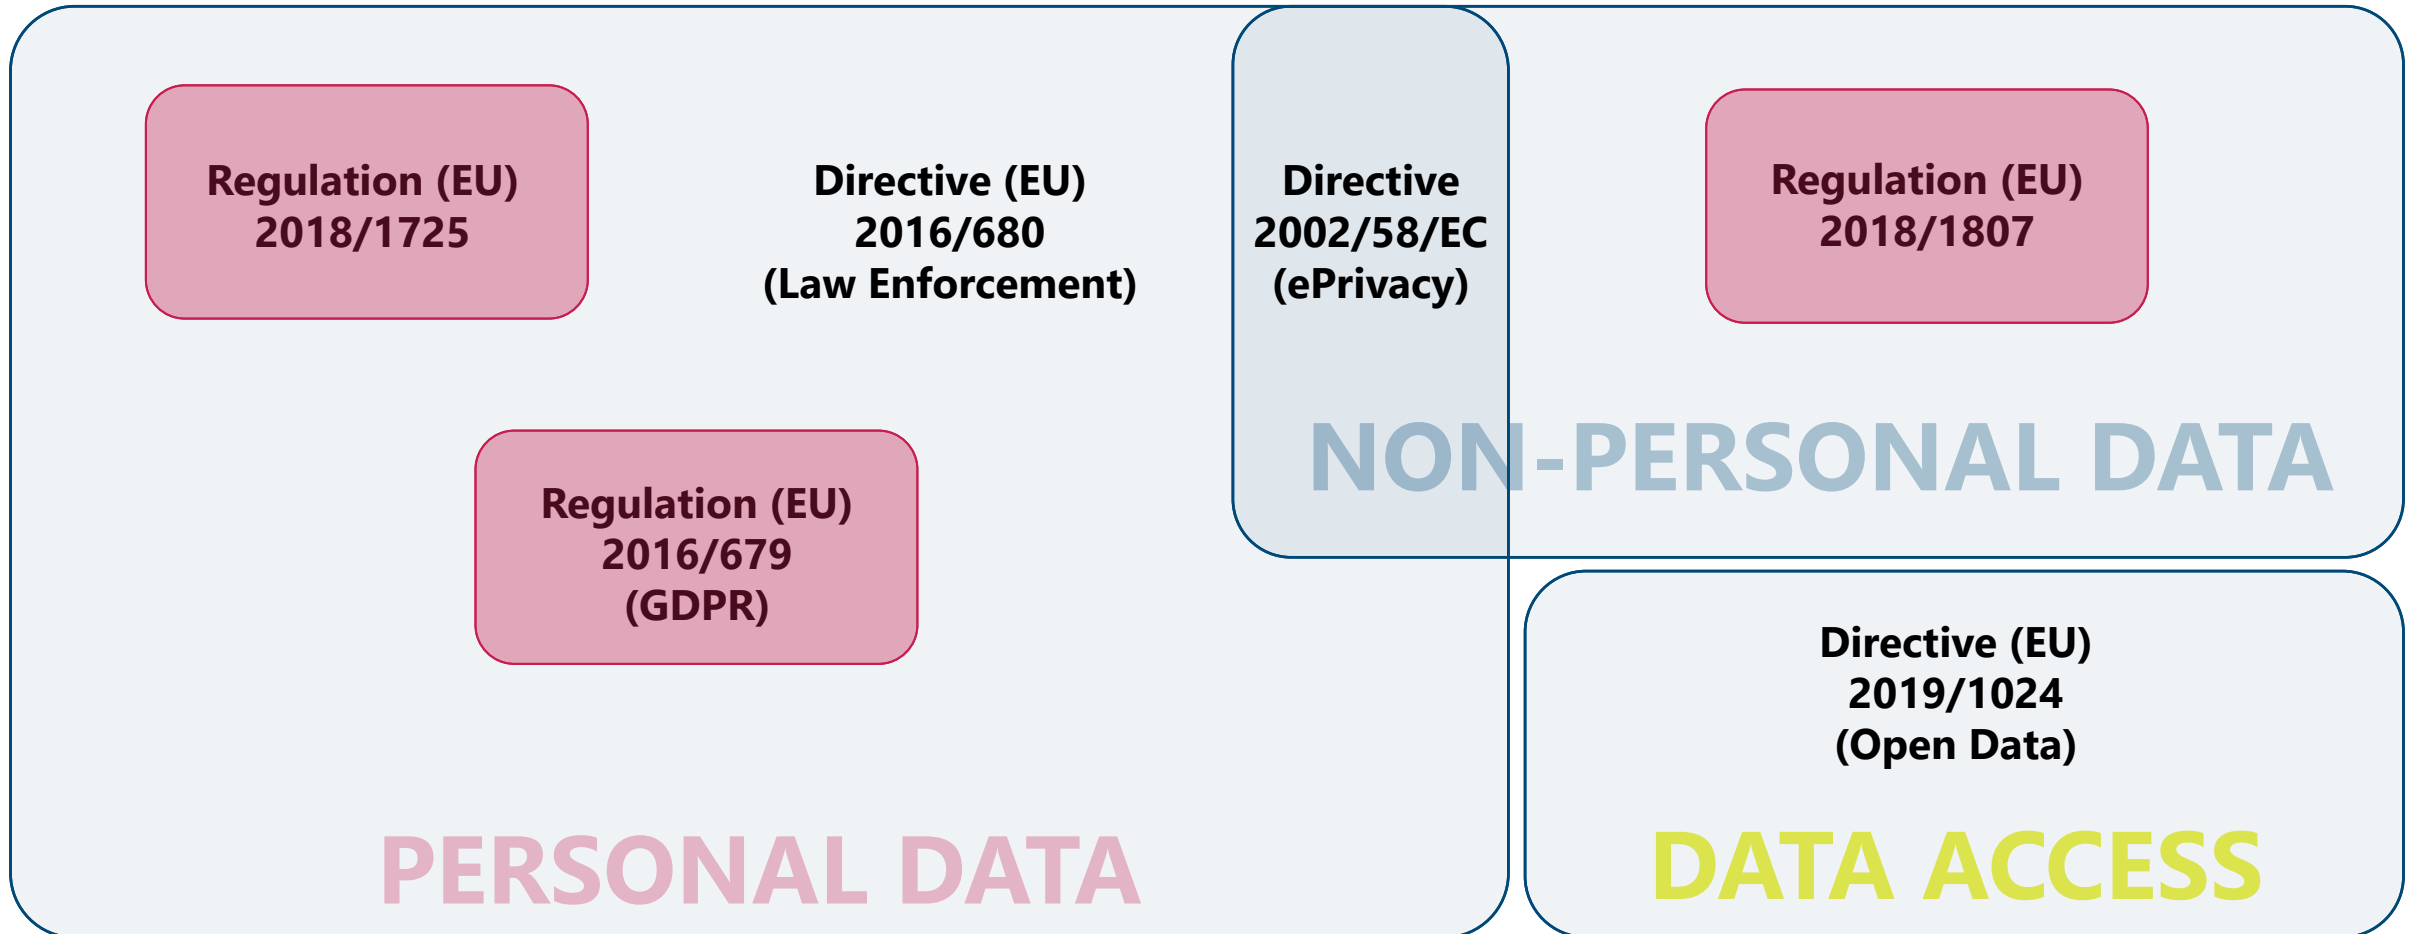 Regulation (EU)
2018/1725
Directive (EU)
2016/680
(Law Enforcement)
Directive
2002/58/EC
(ePrivacy)
Regulation (EU)
2018/1807
NON-PERSONAL DATA
Regulation (EU)
2016/679
(GDPR)
Directive (EU)
2019/1024
(Open Data)
PERSONAL DATA
DATA ACCESS